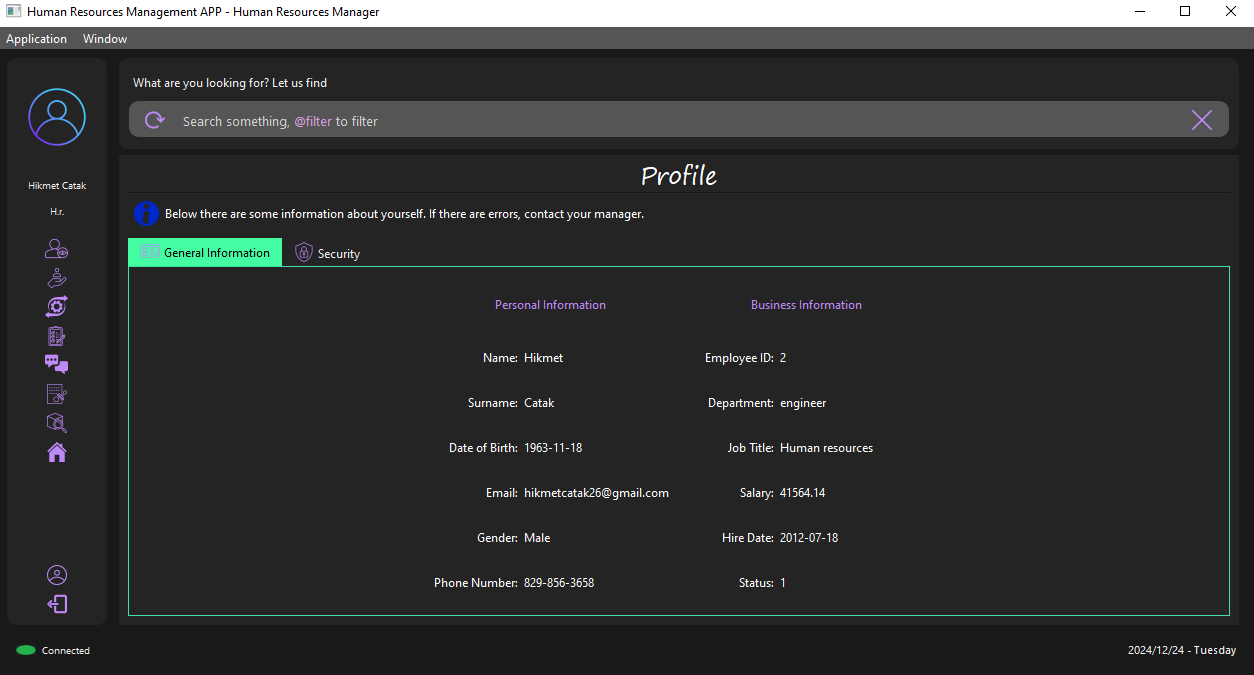 Human Resources Management APP - Human Resources Manager
Application Window
What are you looking for? Let us find
Search something, @filter to filter
Hikmet Catak
H.r.
Profile
Below there are some information about yourself. If there are errors, contact your manager.
General Information Security
Personal Information Business Information
Name: Hikmet Employee ID: 2
Surname: Catak Department: engineer
Date of Birth: 1963-11-18 Job Title: Human resources
Email: hikmetcatak26@gmail.com Salary: 41564.14
Gender: Male Hire Date: 2012-07-18
Phone Number: 829-856-3658 Status: 1
Connected 2024/12/24 - Tuesday